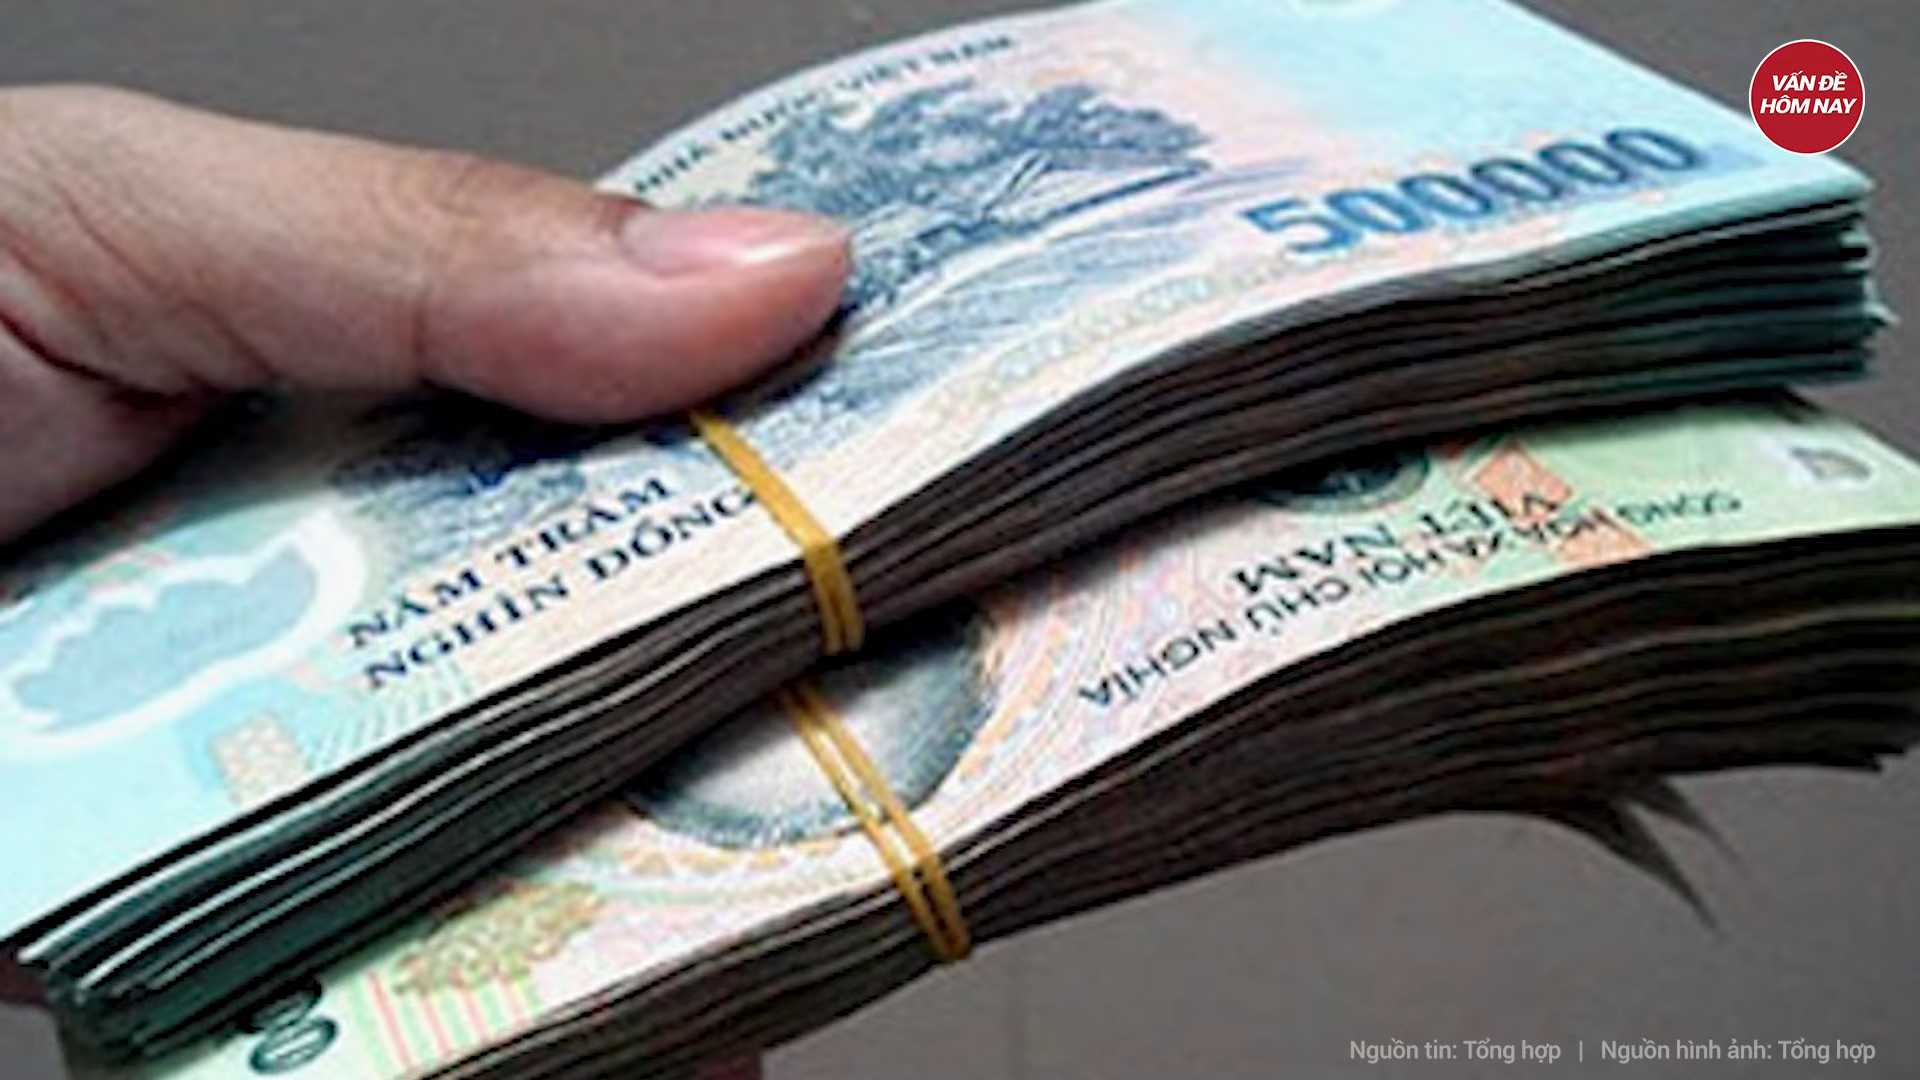 VẤN ĐỀ
HÔM NAY
NHÀ NƯỚC VIỆT NAM
500000
NĂM TRĂM
NGHÌN ĐỒNG
CỘNG HOÀ XÃ HỘI CHỦ NGHĨA
VIỆT NAM
Nguồn tin: Tổng hợp | Nguồn hình ảnh: Tổng hợp